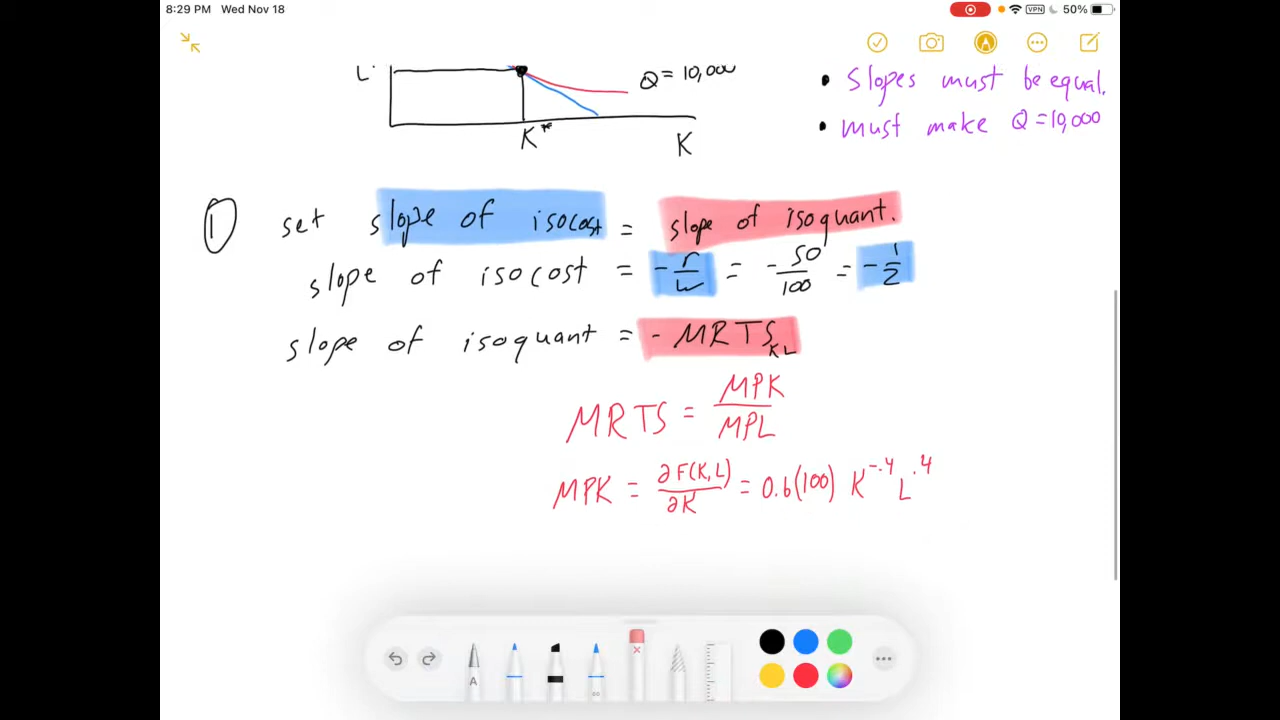 8:29 PM Wed Nov 18
VPN 50%
L* Q = 10,000
K* K
• Slopes must be equal.
• must make Q = 10,000
① set slope of isocost = slope of isoquant.
slope of isocost = - r/w = - 50/100 = - 1/2
slope of isoquant = - MRTS_KL
MRTS = MPK/MPL
MPK = ∂F(K,L)/∂K = 0.6(100) K^-.4 L^.4
A
∞